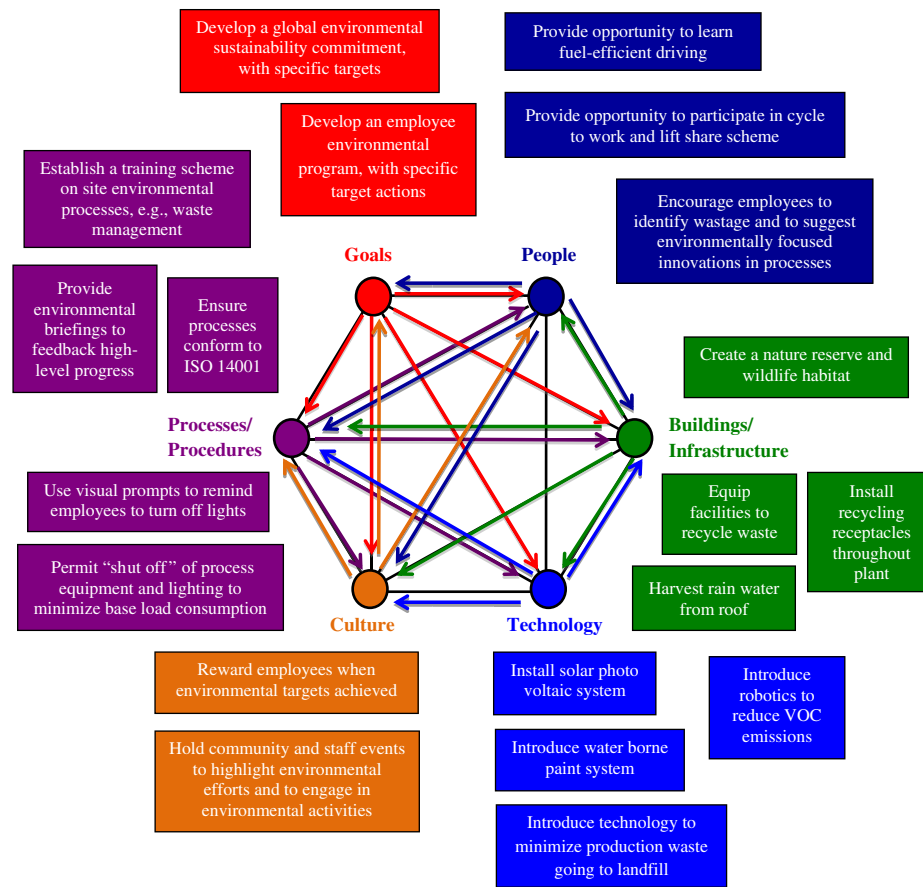 Develop a global environmental
sustainability commitment,
with specific targets
Provide opportunity to learn
fuel-efficient driving
Develop an employee
environmental
program, with specific
target actions
Provide opportunity to participate in cycle
to work and lift share scheme
Establish a training scheme
on site environmental
processes, e.g., waste
management
Encourage employees to
identify wastage and to suggest
environmentally focused
innovations in processes
Goals
People
Provide
environmental
briefings to
feedback high-
level progress
Ensure
processes
conform to
ISO 14001
Create a nature reserve and
wildlife habitat
Processes/
Procedures
Buildings/
Infrastructure
Use visual prompts to remind
employees to turn off lights
Equip
facilities to
recycle waste
Install
recycling
receptacles
throughout
plant
Permit “shut off” of process
equipment and lighting to
minimize base load consumption
Harvest rain water
from roof
Culture
Technology
Reward employees when
environmental targets achieved
Install solar photo
voltaic system
Introduce
robotics to
reduce VOC
emissions
Hold community and staff events
to highlight environmental
efforts and to engage in
environmental activities
Introduce water borne
paint system
Introduce technology to
minimize production waste
going to landfill